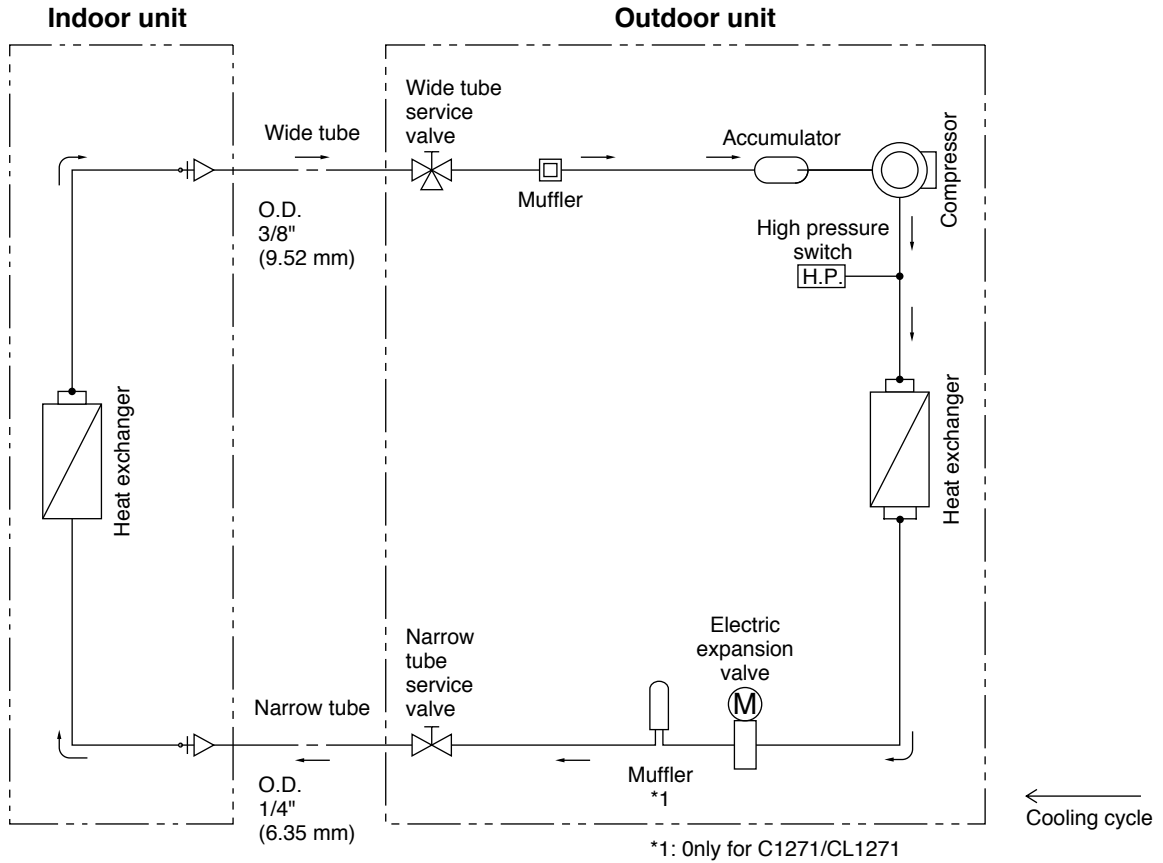 Indoor unit
Outdoor unit
Wide tube
O.D.
3/8"
(9.52 mm)
Wide tube
service
valve
Muffler
Accumulator
Compressor
High pressure
switch
H.P.
Heat exchanger
Heat exchanger
Narrow tube
O.D.
1/4"
(6.35 mm)
Narrow
tube
service
valve
Electric
expansion
valve
M
Muffler
*1
Cooling cycle
*1: 0nly for C1271/CL1271